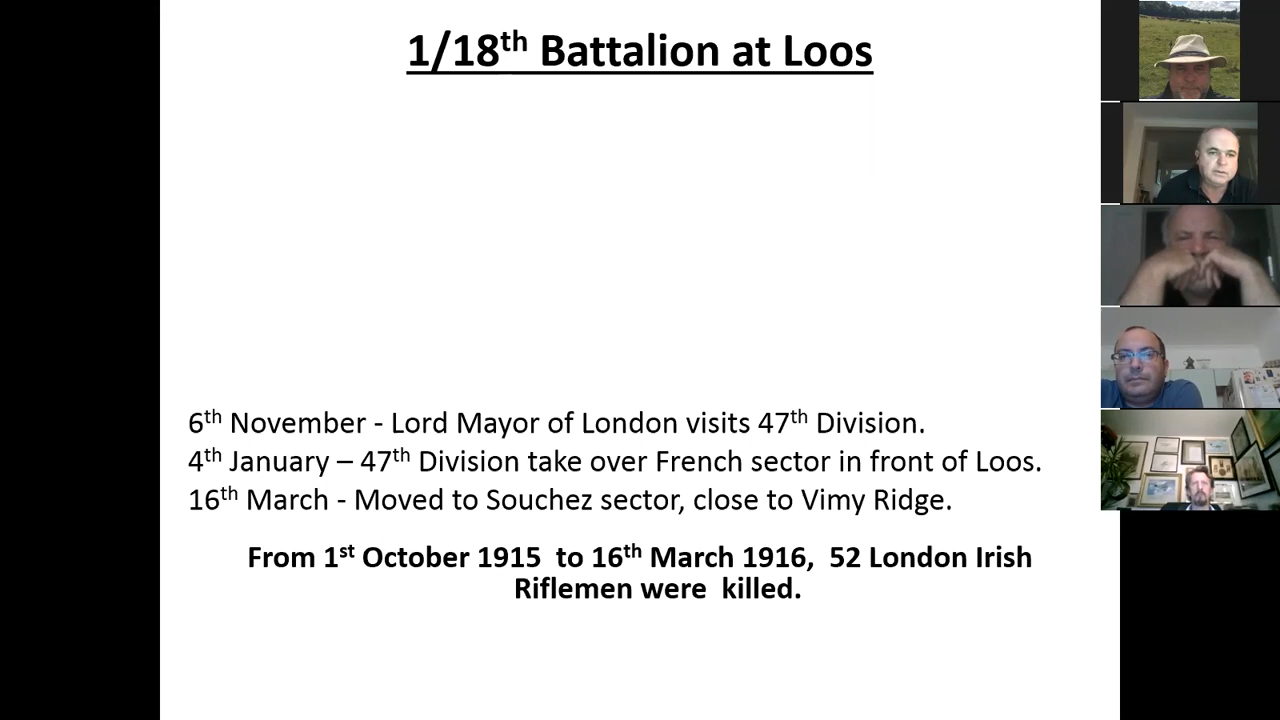 1/18th Battalion at Loos
6th November - Lord Mayor of London visits 47th Division.
4th January – 47th Division take over French sector in front of Loos.
16th March - Moved to Souchez sector, close to Vimy Ridge.
From 1st October 1915  to 16th March 1916,  52 London Irish
Riflemen were  killed.